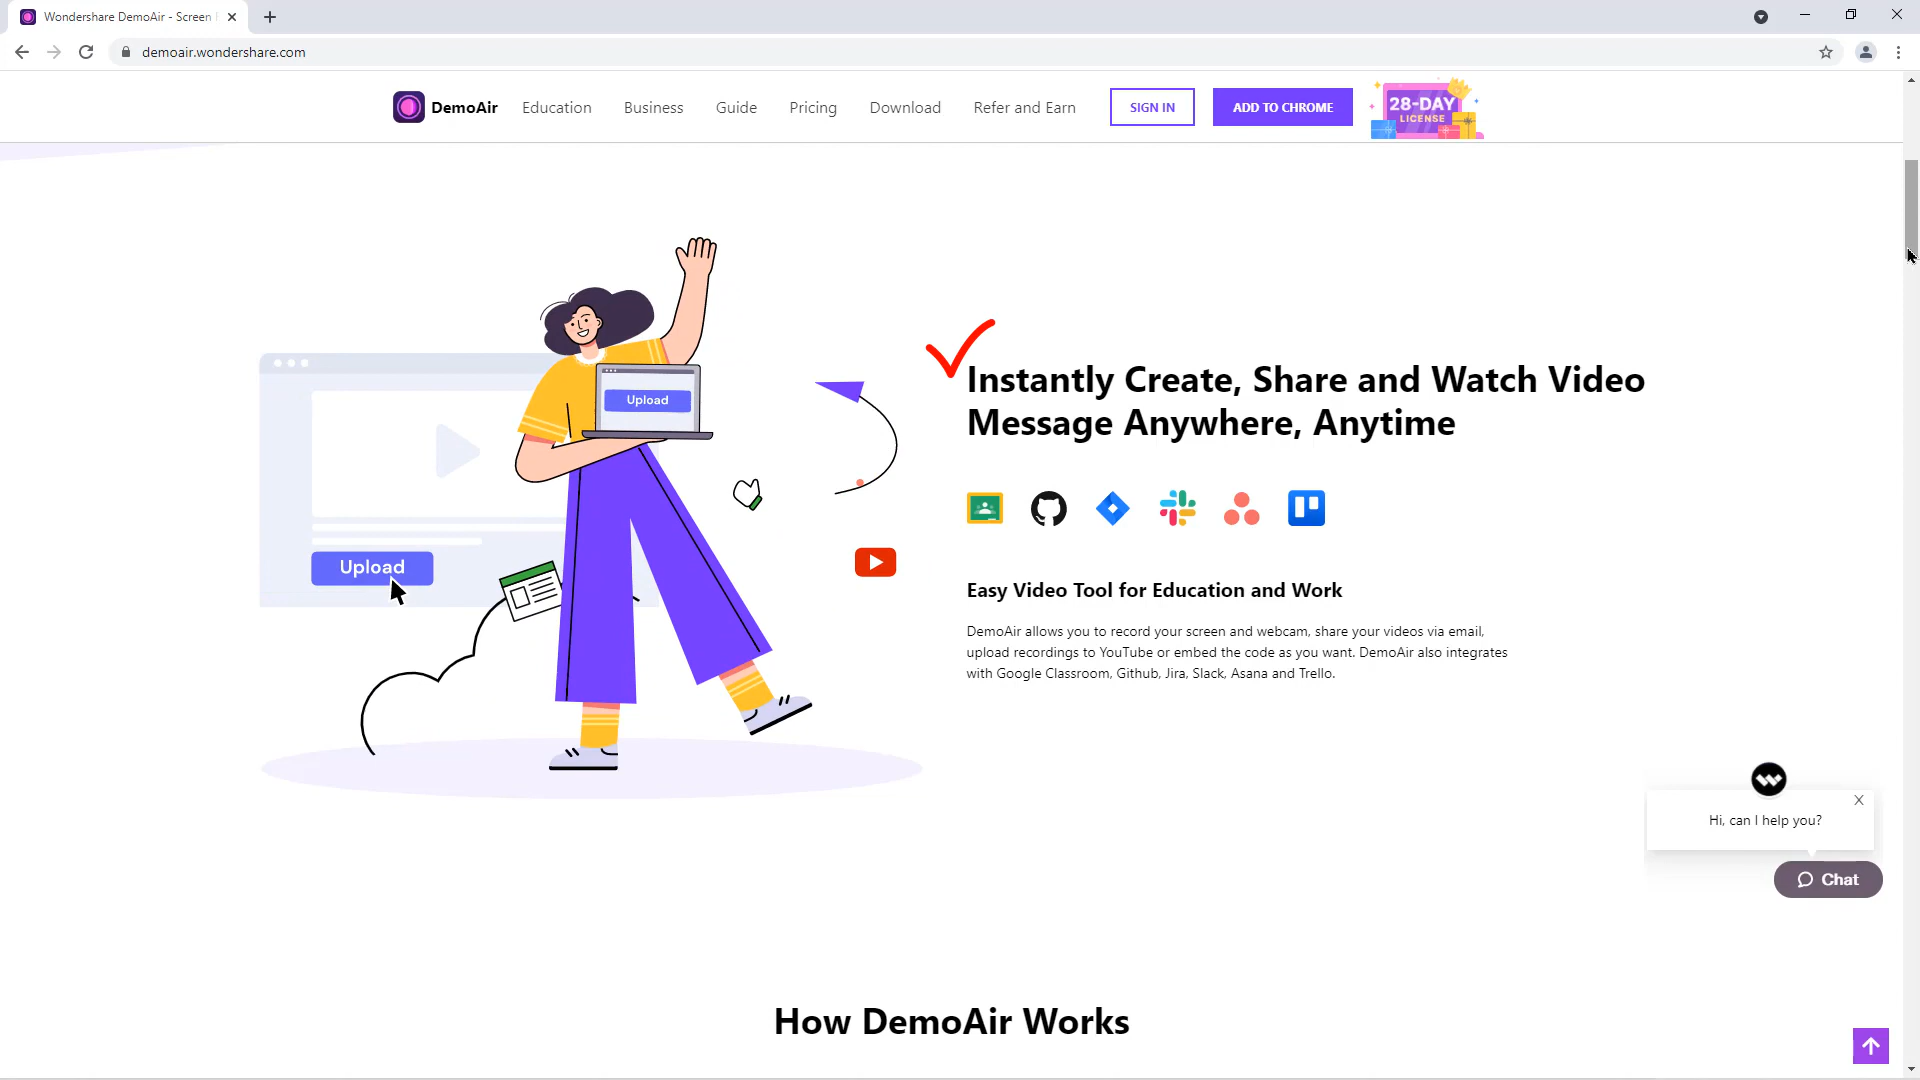 Wondershare DemoAir - Screen
demoair.wondershare.com
DemoAir
Education
Business
Guide
Pricing
Download
Refer and Earn
SIGN IN
ADD TO CHROME
28-DAY
LICENSE
Upload
Instantly Create, Share and Watch Video
Message Anywhere, Anytime
Upload
Easy Video Tool for Education and Work
DemoAir allows you to record your screen and webcam, share your videos via email,
upload recordings to YouTube or embed the code as you want. DemoAir also integrates
with Google Classroom, Github, Jira, Slack, Asana and Trello.
Hi, can I help you?
Chat
How DemoAir Works